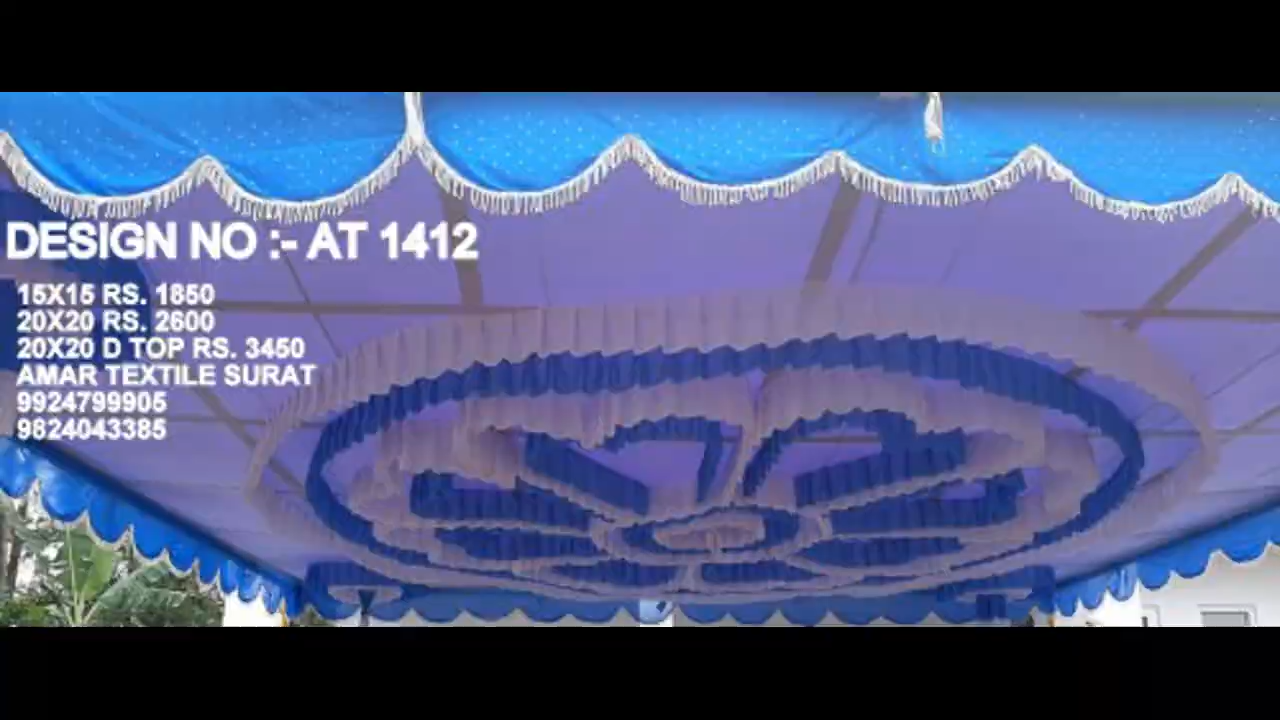 DESIGN NO :- AT 1412
15X15 RS. 1850
20X20 RS. 2600
20X20 D TOP RS. 3450
AMAR TEXTILE SURAT
9924799905
9824043385